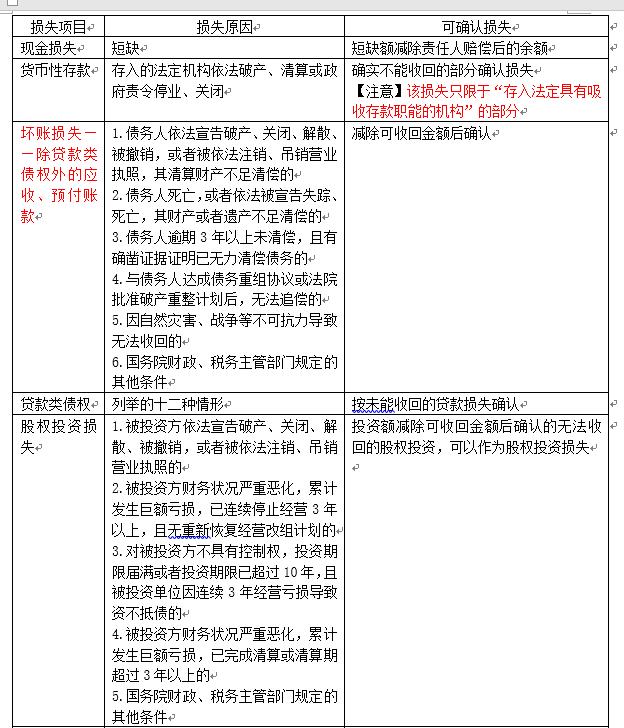 损失项目 损失原因 可确认损失
现金损失 短缺 短缺额减除责任人赔偿后的余额
货币性存款 存入的法定机构依法破产、清算或政
府责令停业、关闭
确实不能收回的部分确认损失
【注意】该损失只限于“存入法定具有吸
收存款职能的机构”的部分
坏账损失—
—除贷款类
债权外的应
收、预付账
款
1.债务人依法宣告破产、关闭、解散、
被撤销，或者被依法注销、吊销营业
执照，其清算财产不足清偿的
2.债务人死亡，或者依法被宣告失踪、
死亡，其财产或者遗产不足清偿的
3.债务人逾期 3 年以上未清偿，且有
确凿证据证明已无力清偿债务的
4.与债务人达成债务重组协议或法院
批准破产重整计划后，无法追偿的
5.因自然灾害、战争等不可抗力导致
无法收回的
6.国务院财政、税务主管部门规定的
其他条件
减除可收回金额后确认
贷款类债权 列举的十二种情形 按未能收回的贷款损失确认
股权投资损
失
1.被投资方依法宣告破产、关闭、解
散、被撤销，或者被依法注销、吊销
营业执照的
2.被投资方财务状况严重恶化，累计
发生巨额亏损，已连续停止经营 3 年
以上，且无重新恢复经营改组计划的
3.对被投资方不具有控制权，投资期
限届满或者投资期限已超过 10 年，且
被投资单位因连续 3 年经营亏损导致
资不抵债的
4.被投资方财务状况严重恶化，累计
发生巨额亏损，已完成清算或清算期
超过 3 年以上的
5.国务院财政、税务主管部门规定的
其他条件
投资额减除可收回金额后确认的无法收
回的股权投资，可以作为股权投资损失